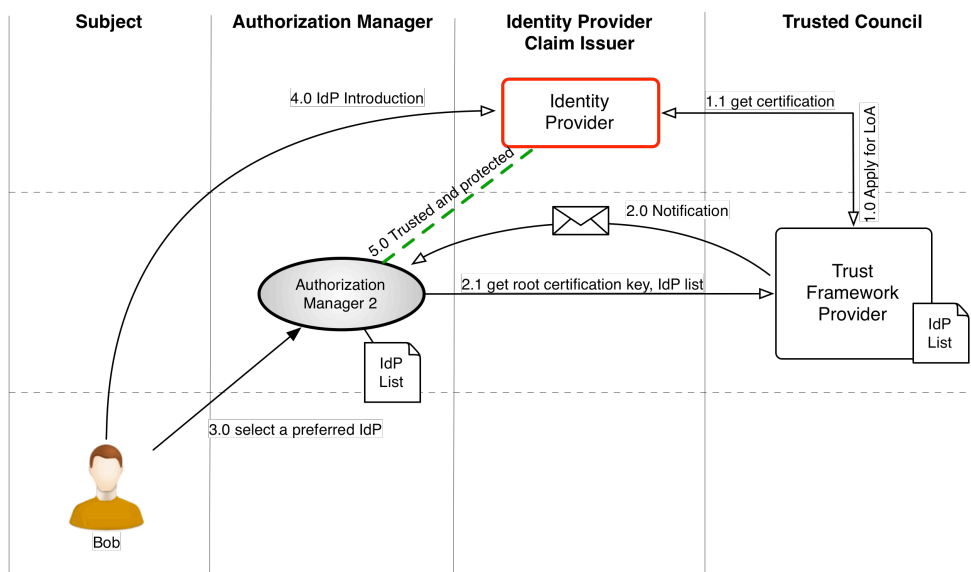 Subject
Authorization Manager
Identity Provider
Claim Issuer
Trusted Council
4.0 IdP Introduction
Identity
Provider
1.1 get certification
1.0 Apply for LoA
5.0 Trusted and protected
2.0 Notification
Authorization
Manager 2
2.1 get root certification key, IdP list
Trust
Framework
Provider
IdP
List
IdP
List
3.0 select a preferred IdP
Bob